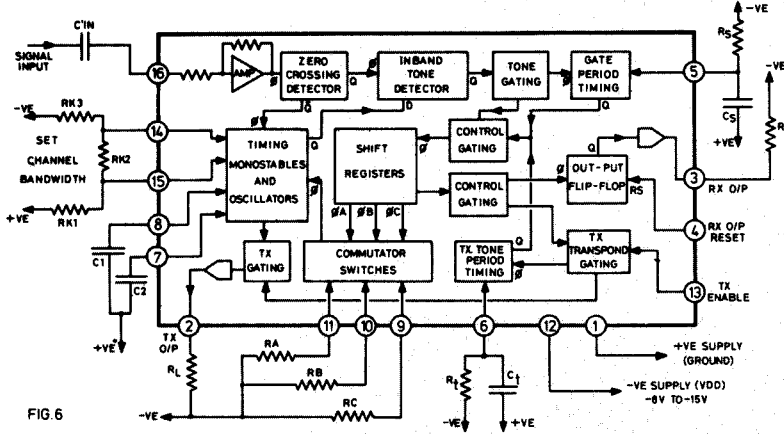 C'IN
SIGNAL INPUT
16
AMP
ZERO CROSSING DETECTOR
Q
Q
Ø
INBAND TONE DETECTOR
D
Q
TONE GATING
Ø
GATE PERIOD TIMING
Q
5
-VE
RS
CS
+VE
-VE
-VE
RK3
14
SET CHANNEL BANDWIDTH
RK2
15
+VE
RK1
8
7
C1
C2
+VE
Ø
Q
TIMING MONOSTABLES AND OSCILLATORS
Ø
SHIFT REGISTERS
Ø
ØA
ØB
ØC
CONTROL GATING
CONTROL GATING
Q
Ø
OUT-PUT FLIP-FLOP
RS
3
RX O/P
4
RX O/P RESET
TX GATING
COMMUTATOR SWITCHES
TX. TONE PERIOD TIMING
Q
Ø
TX TRANSPOND GATING
13
TX ENABLE
2
TX O/P
11
10
9
6
12
1
RL
RA
RB
RC
-VE
Rt
Ct
-VE
+VE
+VE SUPPLY (GROUND)
-VE SUPPLY (VDD)
-8V TO-15V
FIG.6